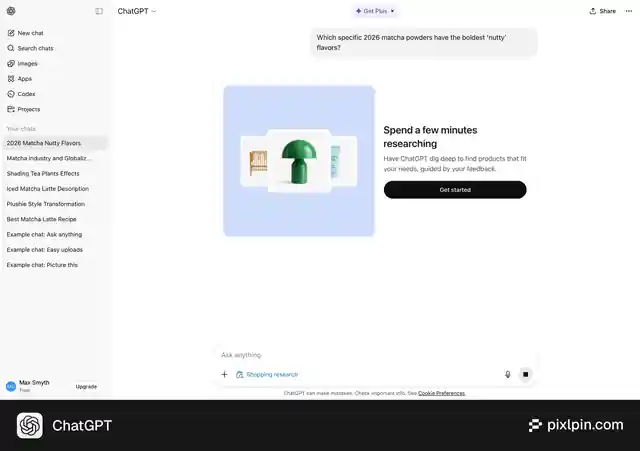 ChatGPT
Get Plus
Share
New chat
Search chats
Images
Apps
Codex
Projects
Your chats
2026 Matcha Nutty Flavors
Matcha Industry and Globaliz...
Shading Tea Plants Effects
Iced Matcha Latte Description
Plushie Style Transformation
Best Matcha Latte Recipe
Example chat: Ask anything
Example chat: Easy uploads
Example chat: Picture this
Which specific 2026 matcha powders have the boldest 'nutty'
flavors?
Spend a few minutes
researching
Have ChatGPT dig deep to find products that fit
your needs, guided by your feedback.
Get started
Ask anything
Shopping research
Max Smyth
Free
Upgrade
ChatGPT can make mistakes. Check important info. See Cookie Preferences.
ChatGPT
pixlpin.com